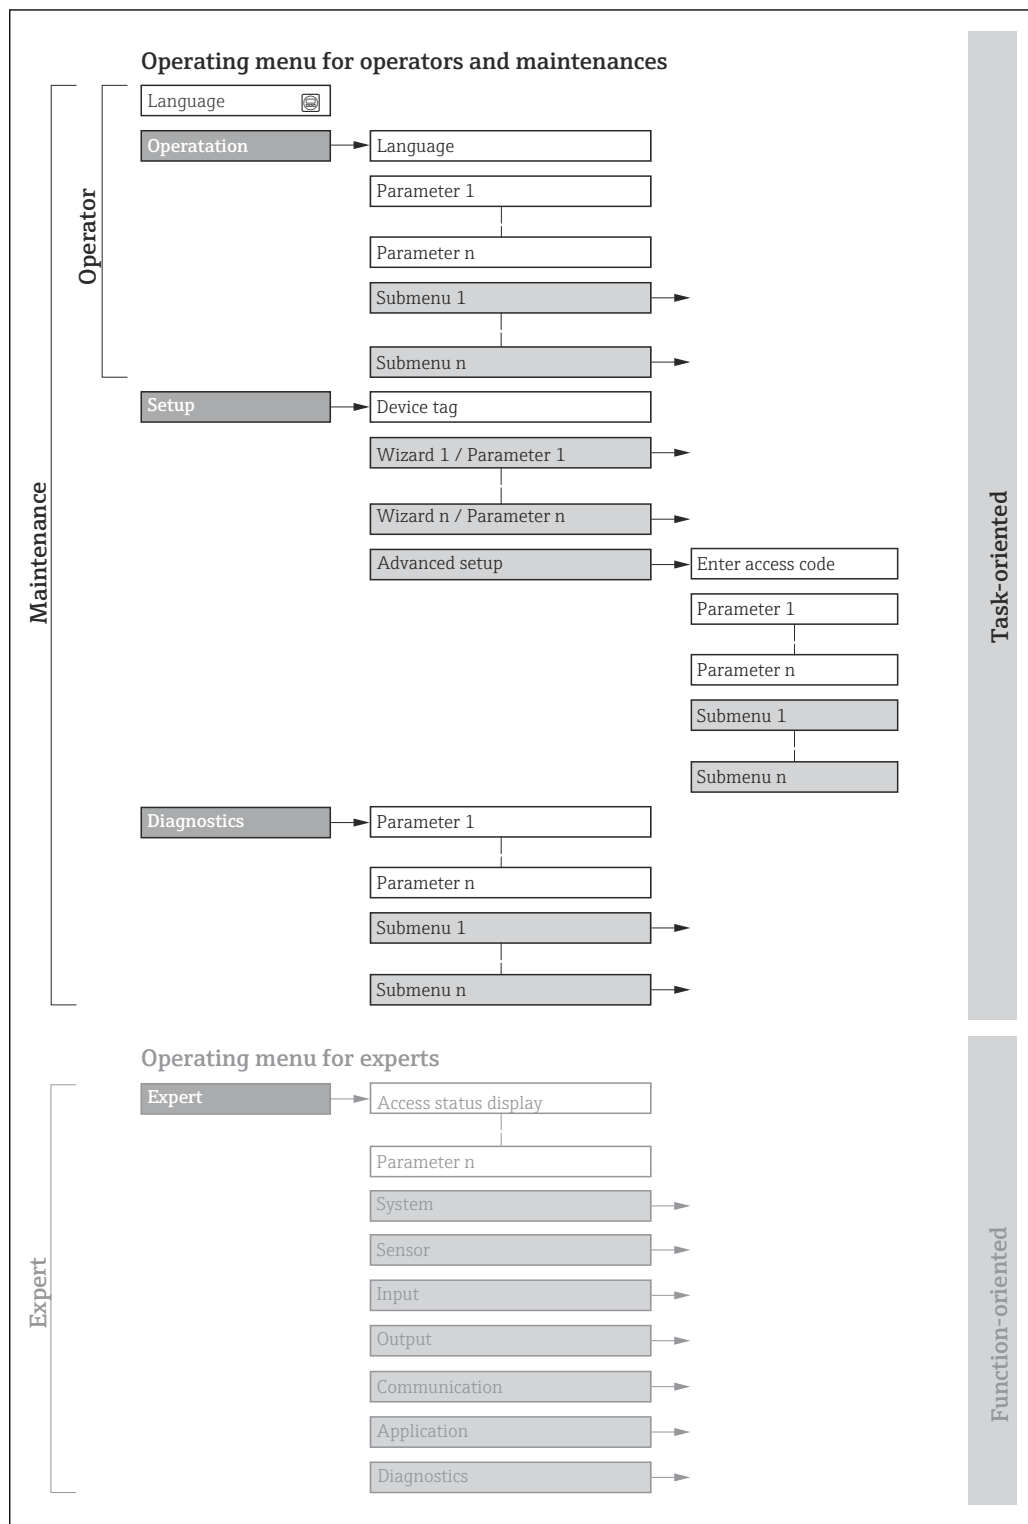 Operating menu for operators and maintenances
Language
Operatation
Language
Parameter 1
Parameter n
Submenu 1
Submenu n
Operator
Setup
Device tag
Wizard 1 / Parameter 1
Wizard n / Parameter n
Advanced setup
Enter access code
Parameter 1
Parameter n
Submenu 1
Submenu n
Maintenance
Task-oriented
Diagnostics
Parameter 1
Parameter n
Submenu 1
Submenu n
Operating menu for experts
Expert
Access status display
Parameter n
System
Sensor
Input
Output
Communication
Application
Diagnostics
Expert
Function-oriented